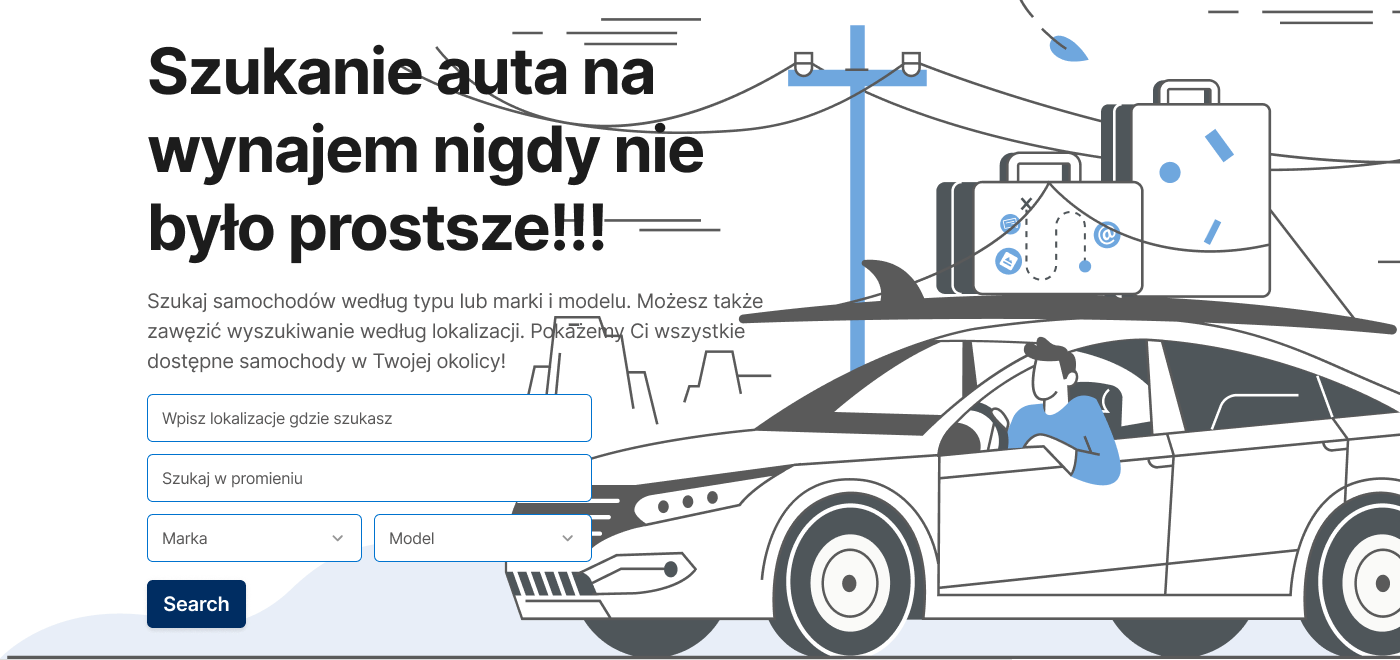 Szukanie auta na
wynajem nigdy nie
było prostsze!!!
Szukaj samochodów według typu lub marki i modelu. Możesz także
zawęzić wyszukiwanie według lokalizacji. Pokażemy Ci wszystkie
dostępne samochody w Twojej okolicy!
Wpisz lokalizacje gdzie szukasz
Szukaj w promieniu
Marka
Model
Search
@